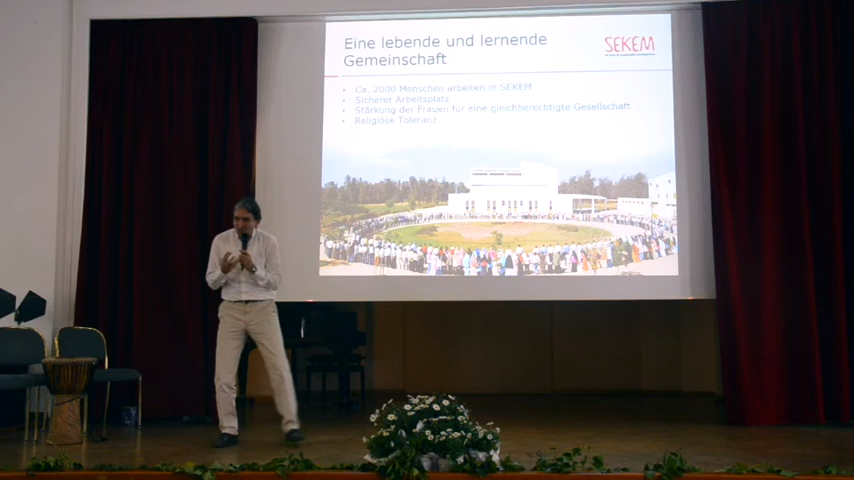 Eine lebende und lernende
Gemeinschaft
SEKEM
• Ca. 2000 Menschen arbeiten in SEKEM
• Sicherer Arbeitsplatz
• Stärkung der Frauen für eine gleichberechtigte Gesellschaft
• Religiöse Toleranz